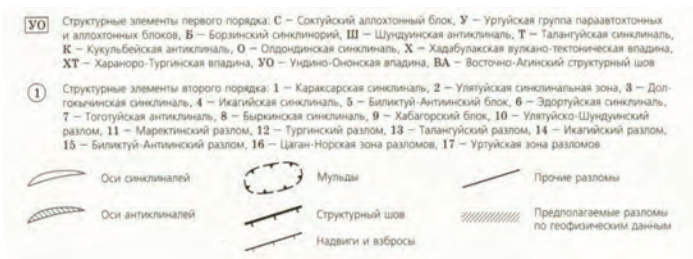 УО Структурные элементы первого порядка: С – Соктуйский аллохтонный блок, У – Уртуйская группа параавтохтонных
и аллохтонных блоков, Б – Борзинский синклинорий, Ш – Шундуинская антиклиналь, Т – Талангуйская синклиналь,
К – Кукульбейская антиклиналь, О – Олдондинская синклиналь, Х – Хадабулакская вулкано-тектоническая впадина,
ХТ – Хараноро-Тургинская впадина, УО – Ундино-Ононская впадина, ВА – Восточно-Агинский структурный шов
1 Структурные элементы второго порядка: 1 – Караксарская синклиналь, 2 – Улятуйская синклинальная зона, 3 – Дол-
гокычинская синклиналь, 4 – Икагийская синклиналь, 5 – Биликтуй-Антиинский блок, 6 – Эдортуйская синклиналь,
7 – Тоготуйская антиклиналь, 8 – Быркинская синклиналь, 9 – Хабагорский блок, 10 – Улятуйско-Шундуинский
разлом, 11 – Маректинский разлом, 12 – Тургинский разлом, 13 – Талангуйский разлом, 14 – Икагийский разлом,
15 – Биликтуй-Антиинский разлом, 16 – Цаган-Норская зона разломов, 17 – Уртуйская зона разломов
Оси синклиналей Мульды Прочие разломы
Оси антиклиналей Структурный шов Предполагаемые разломы
по геофизическим данным
Надвиги и взбросы